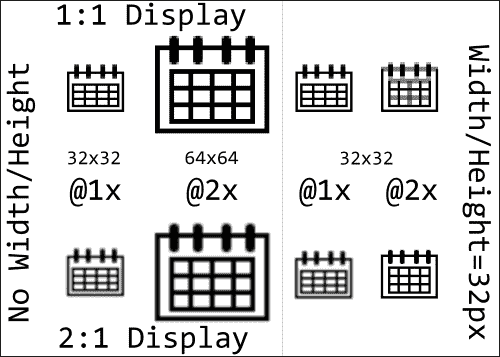 1:1 Display
No Width/Height
32x32
64x64
32x32
@1x
@2x
@1x
@2x
Width/Height=32px
2:1 Display